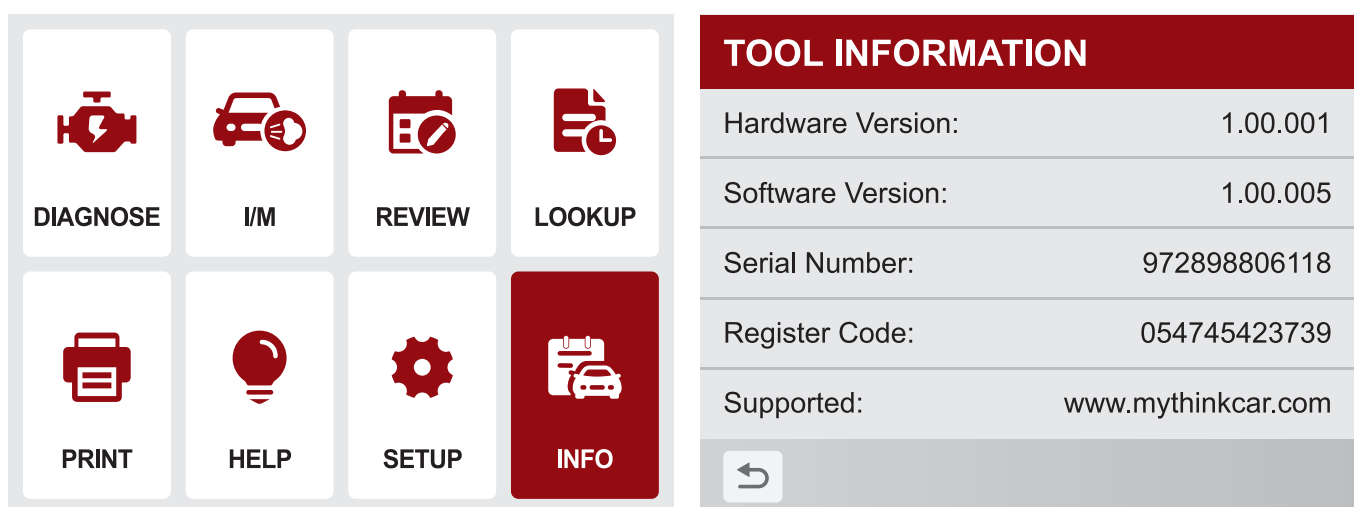 DIAGNOSE I/M REVIEW LOOKUP
PRINT HELP SETUP INFO
TOOL INFORMATION
Hardware Version: 1.00.001
Software Version: 1.00.005
Serial Number: 972898806118
Register Code: 054745423739
Supported: www.mythinkcar.com